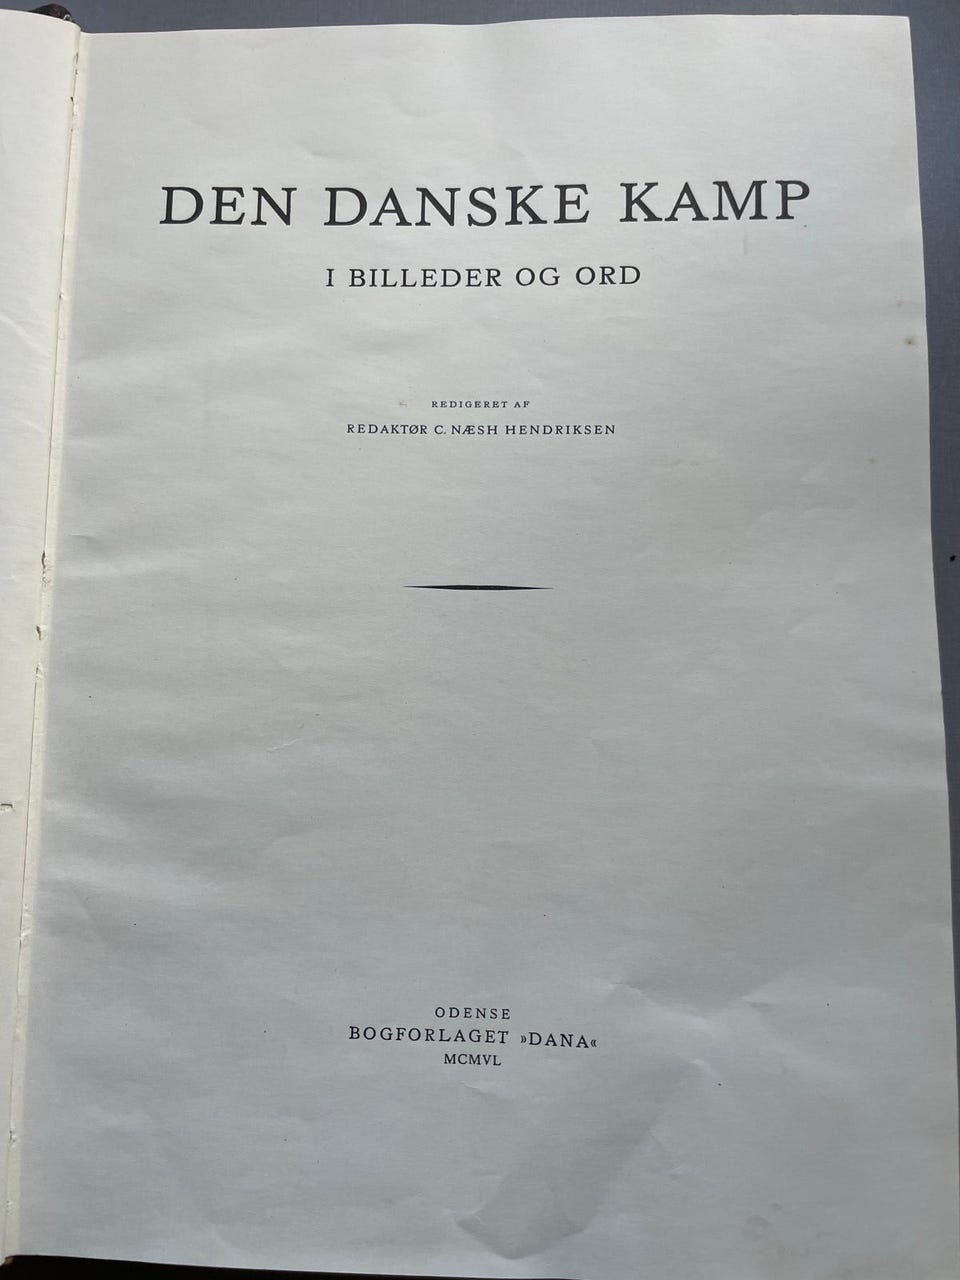 DEN DANSKE KAMP
I BILLEDER OG ORD
REDIGERET AF
REDAKTØR C. NÆSH HENDRIKSEN
ODENSE
BOGFORLAGET »DANA«
MCMVL